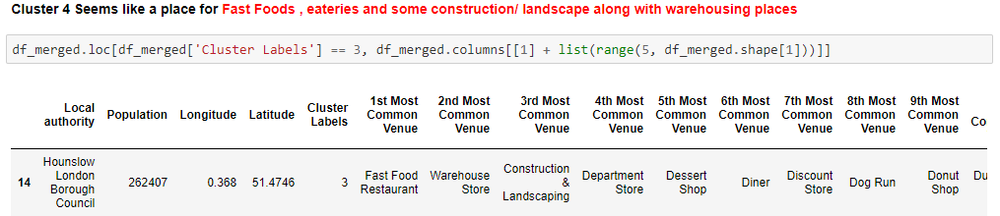 Cluster 4 Seems like a place for Fast Foods , eateries and some construction/ landscape along with warehousing places
df_merged.loc[df_merged['Cluster Labels'] == 3, df_merged.columns[[1] + list(range(5, df_merged.shape[1]))]]
Local authority Population Longitude Latitude Cluster Labels 1st Most Common Venue 2nd Most Common Venue 3rd Most Common Venue 4th Most Common Venue 5th Most Common Venue 6th Most Common Venue 7th Most Common Venue 8th Most Common Venue 9th Most Common Venue Co
14 Hounslow London Borough Council 262407 0.368 51.4746 3 Fast Food Restaurant Warehouse Store Construction & Landscaping Department Store Dessert Shop Diner Discount Store Dog Run Donut Shop Du